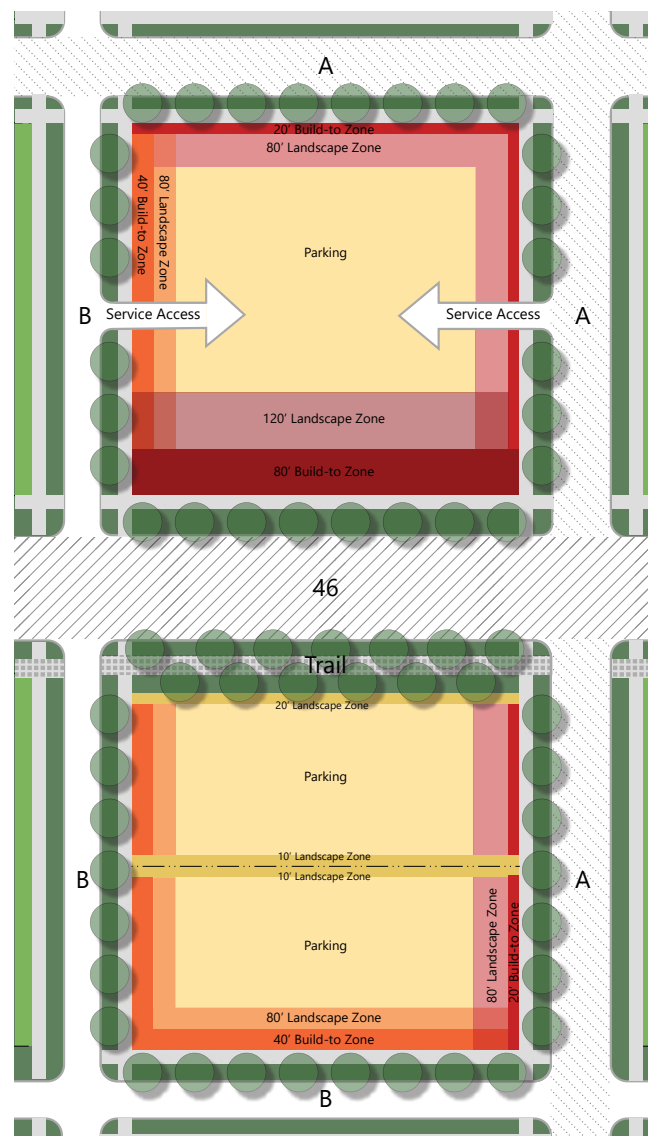 A
20’ Build-to Zone
80’ Landscape Zone
40’ Build-to Zone
80’ Landscape Zone
Parking
B
Service Access
Service Access
A
120’ Landscape Zone
80’ Build-to Zone
46
Trail
20’ Landscape Zone
Parking
10’ Landscape Zone
B
10’ Landscape Zone
A
80’ Landscape Zone
20’ Build-to Zone
Parking
80’ Landscape Zone
40’ Build-to Zone
B